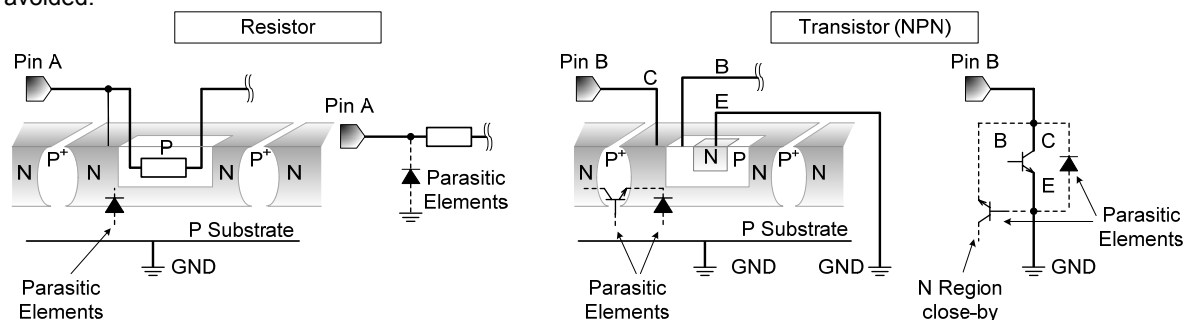 avoided.
Resistor
Transistor (NPN)
Pin A
Pin B
Pin B
C
B
E
Pin A
N
P+
N
P
N
P+
N
Parasitic
Elements
P Substrate
GND
Parasitic
Elements
N
P+
N
N
P
N
P+
N
P Substrate
GND
GND
Parasitic
Elements
B
C
E
Parasitic
Elements
GND
N Region
close-by